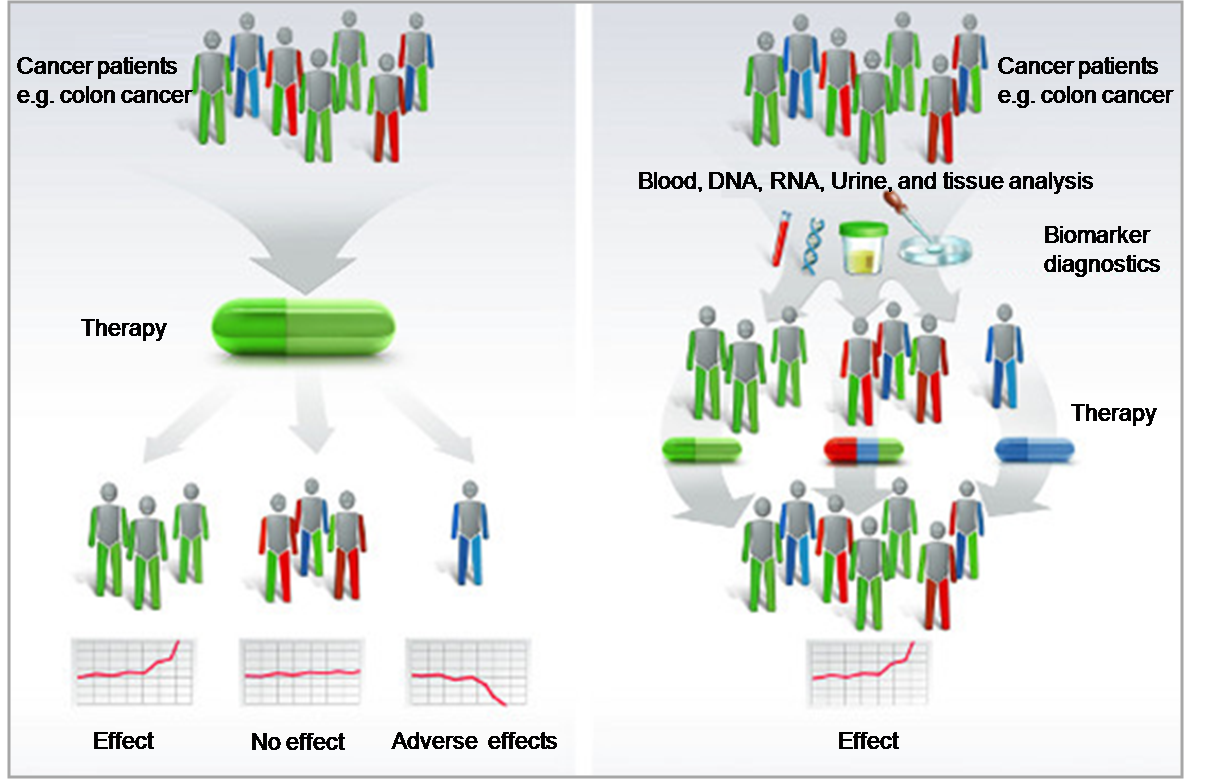 Cancer patients
e.g. colon cancer
Therapy
Effect
No effect
Adverse effects
Cancer patients
e.g. colon cancer
Blood, DNA, RNA, Urine, and tissue analysis
Biomarker
diagnostics
Therapy
Effect